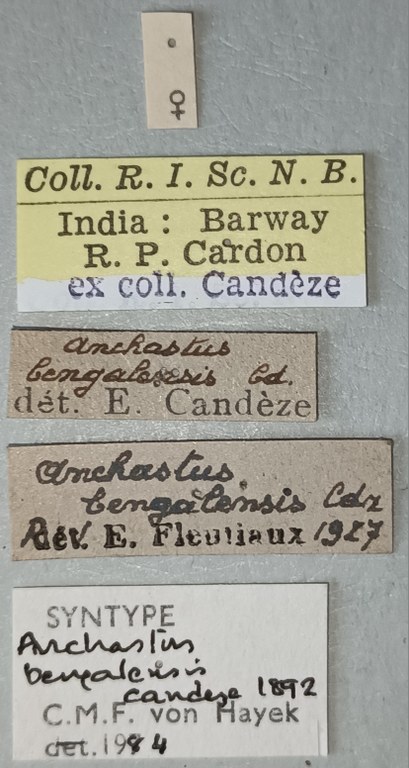 ♀
Coll. R. I. Sc. N. B.
India : Barway
R. P. Cardon
ex coll. Candèze
Anchastus
bengalensis Cd.
dét. E. Candèze
Anchastus
bengalensis Cdz
Rév. E. Fleutiaux 1927
SYNTYPE
Anchastus
bengalensis
candeze 1892
C.M.F. von Hayek
det. 1984